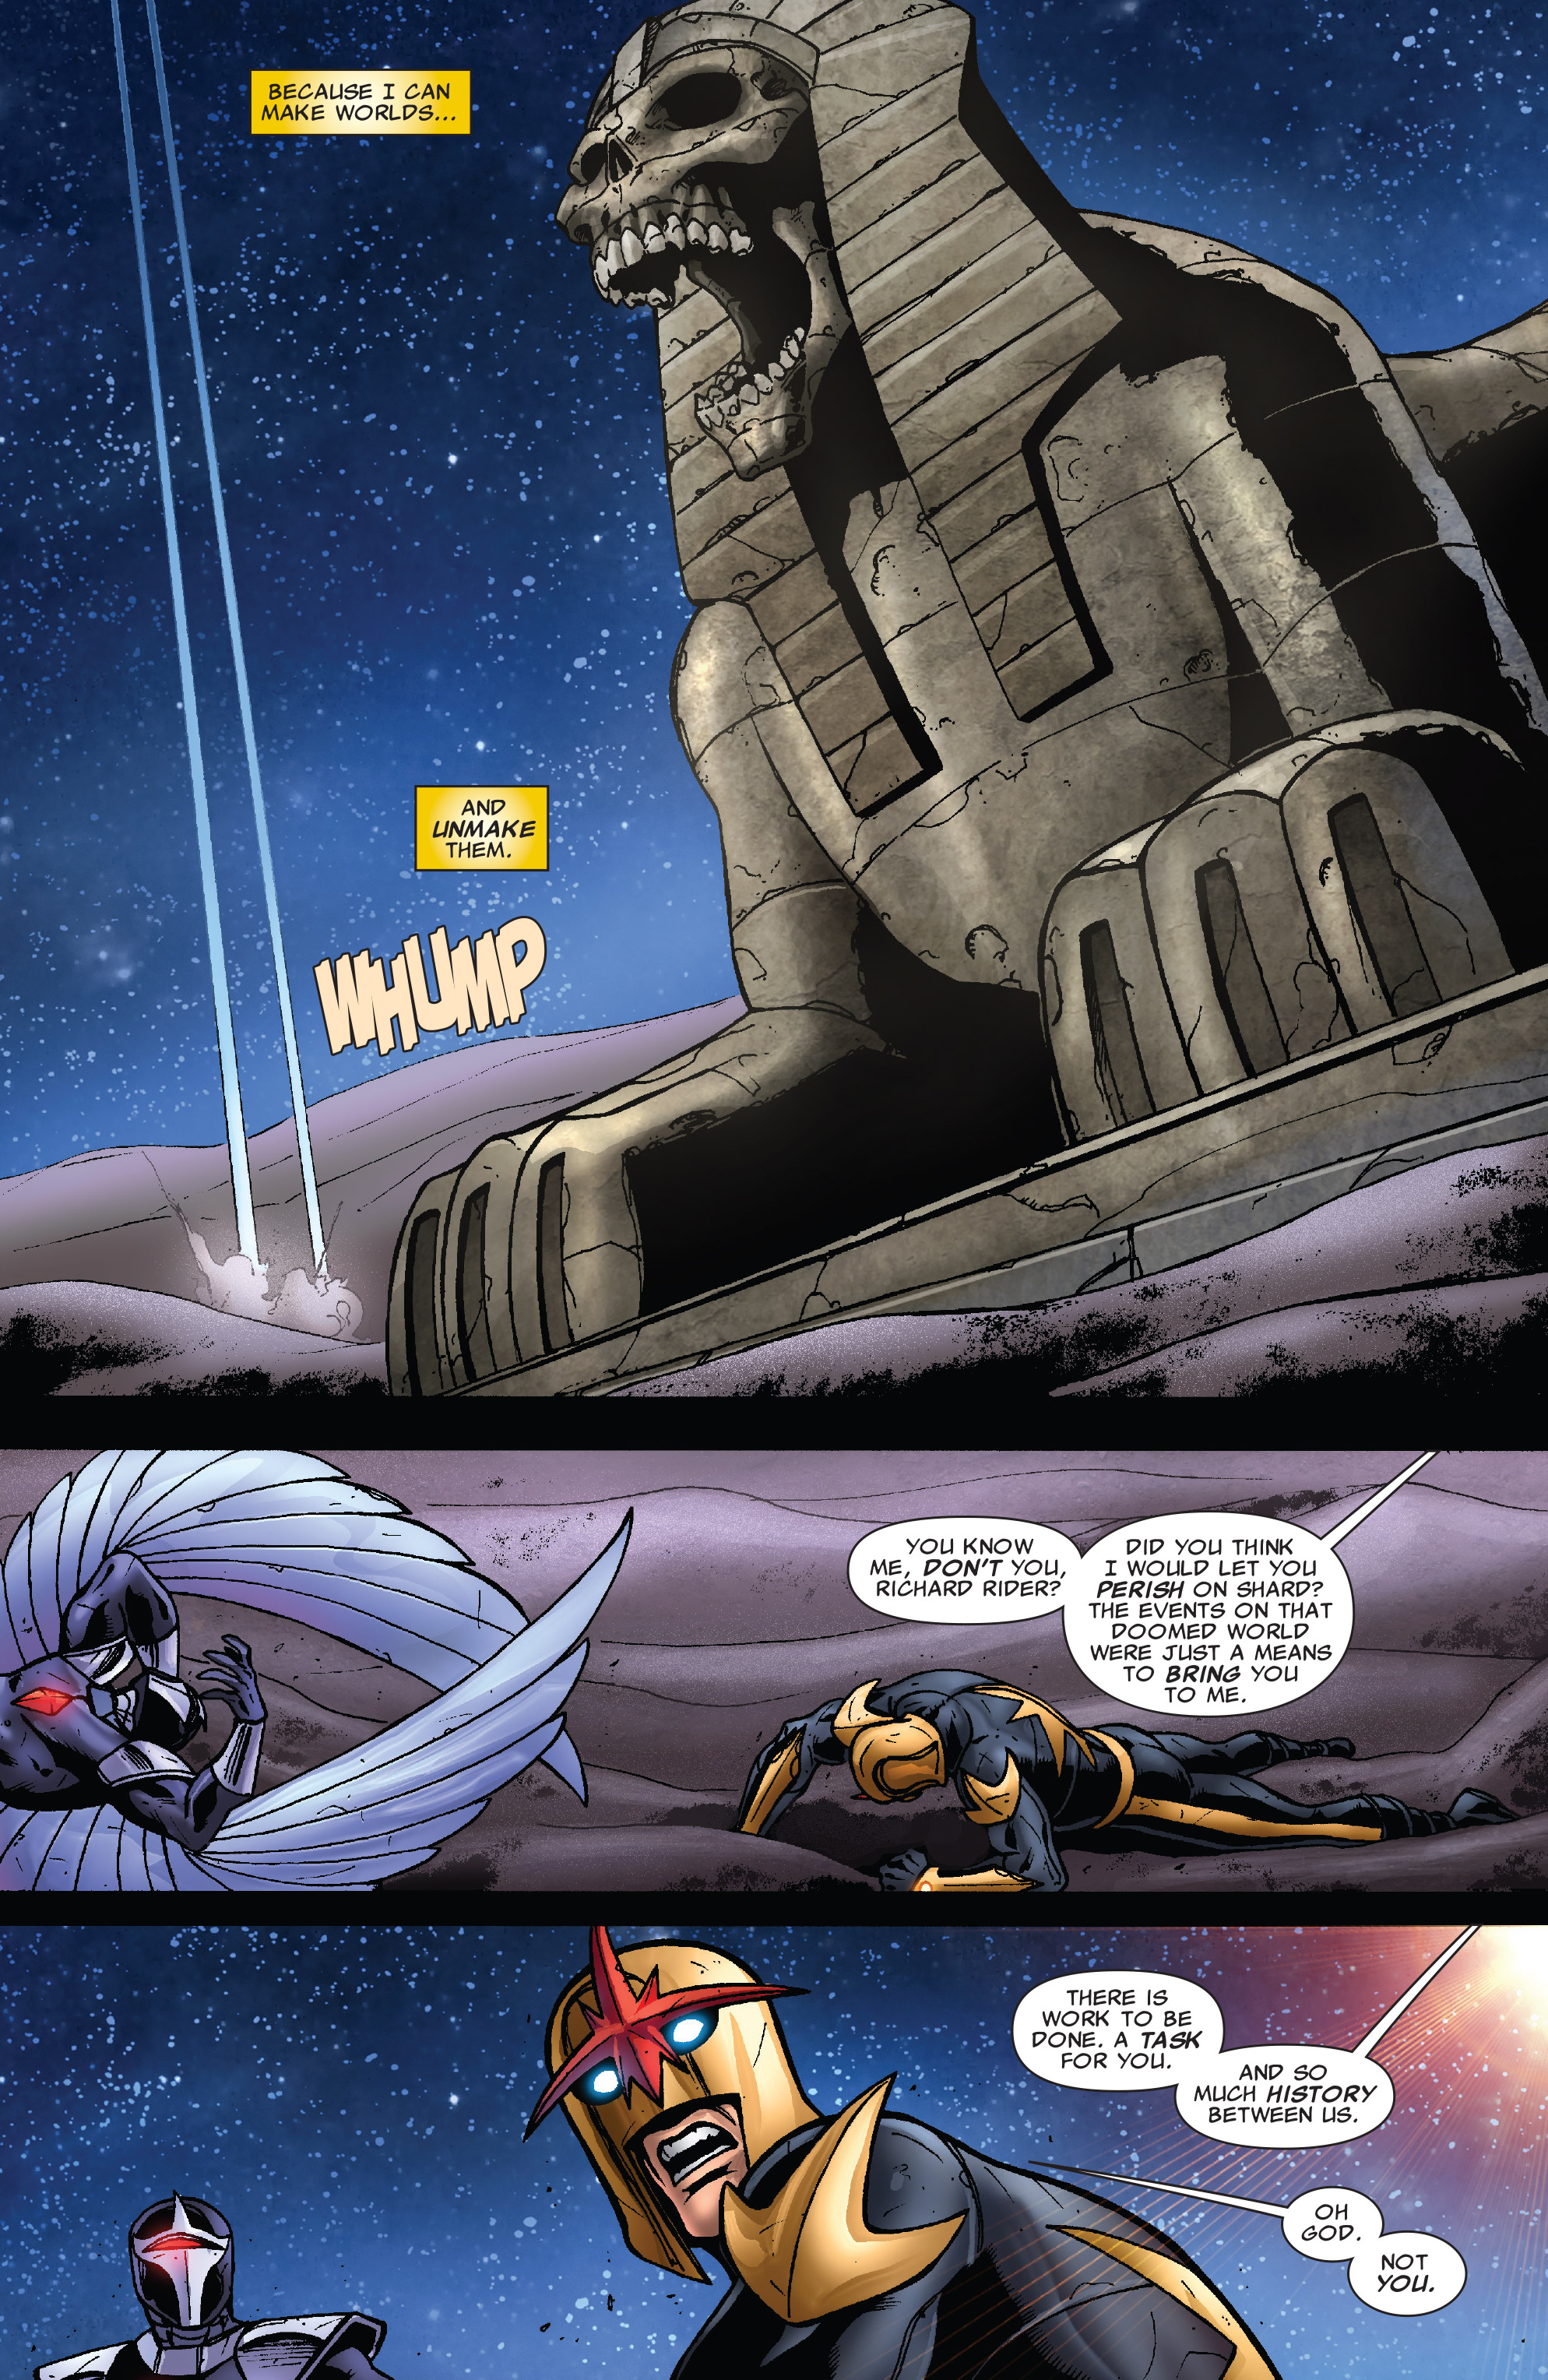 BECAUSE I CAN
MAKE WORLDS...
AND
UNMAKE
THEM.
WHUMP
YOU KNOW
ME, DON'T YOU,
RICHARD RIDER?
DID YOU THINK
I WOULD LET YOU
PERISH ON SHARD?
THE EVENTS ON THAT
DOOMED WORLD
WERE JUST A MEANS
TO BRING YOU
TO ME.
THERE IS
WORK TO BE
DONE. A TASK
FOR YOU.
AND SO
MUCH HISTORY
BETWEEN US.
OH
GOD.
NOT
YOU.